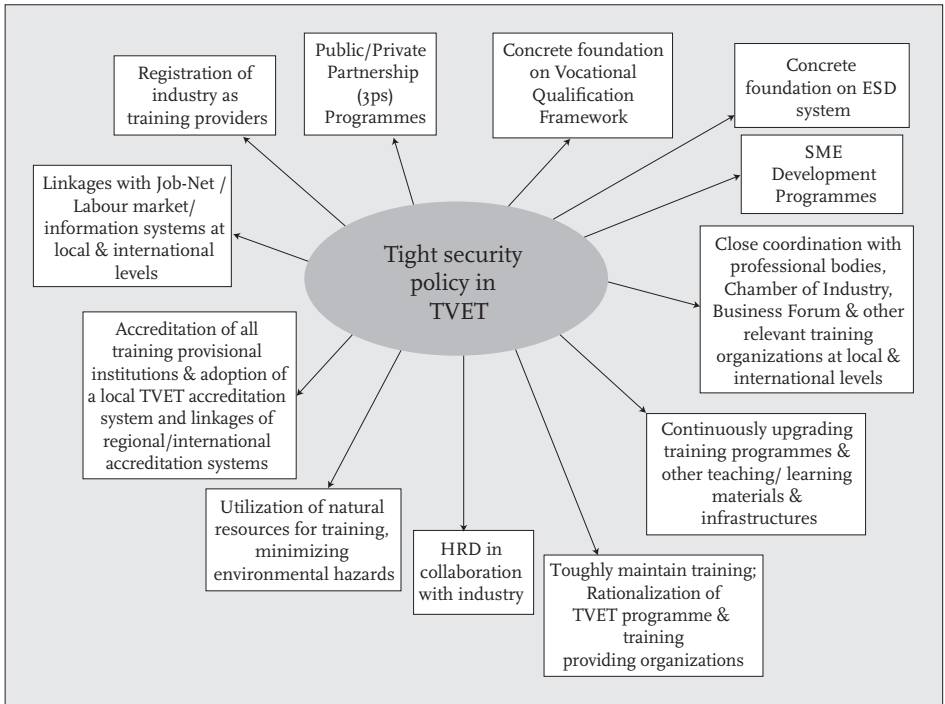 Public/Private
Partnership
(3ps)
Programmes
Concrete foundation
on Vocational
Qualification
Framework
Concrete
foundation on ESD
system
Registration of
industry as
training providers
SME
Development
Programmes
Linkages with Job-Net /
Labour market/
information systems at
local & international
levels
Tight security
policy in
TVET
Close coordination with
professional bodies,
Chamber of Industry,
Business Forum & other
relevant training
organizations at local &
international levels
Accreditation of all
training provisional
institutions & adoption of
a local TVET accreditation
system and linkages of
regional/international
accreditation systems
Continuously upgrading
training programmes &
other teaching/ learning
materials &
infrastructures
Utilization of natural
resources for training,
minimizing
environmental hazards
HRD in
collaboration
with industry
Toughly maintain training;
Rationalization of
TVET programme &
training
providing organizations